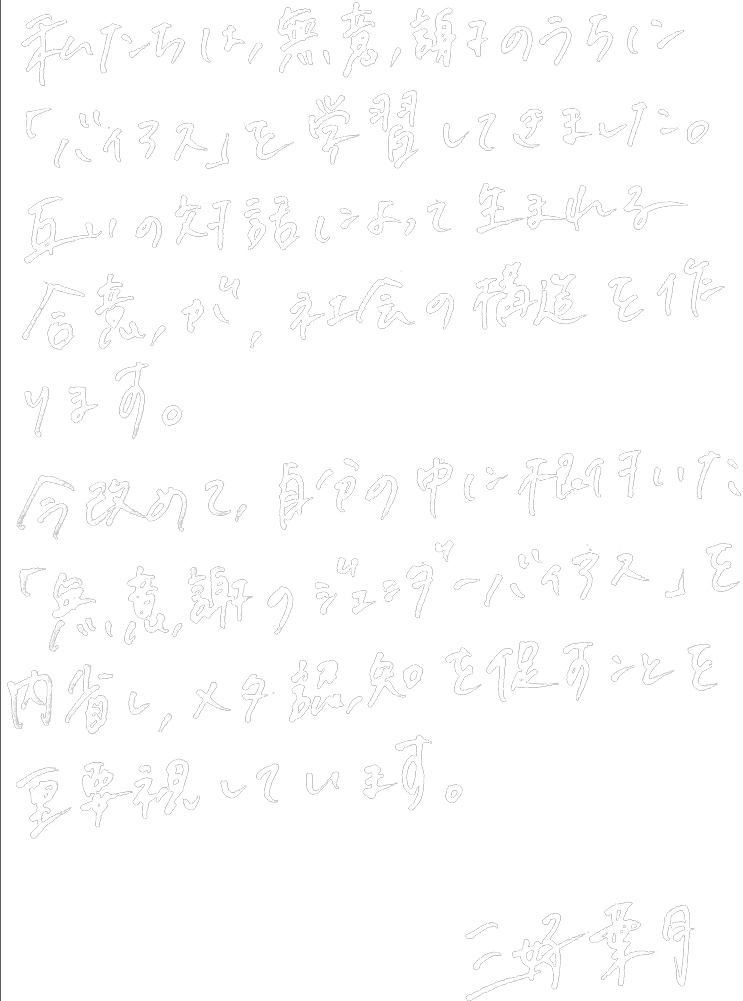 私たちは,無意識のうちに
「バイアス」を学習してきました。
互いの対話によって生まれる
合意が,社会の構造を作
ります。
今改めて,自分の中に根付いた
「無意識のジェンダーバイアス」を
内省し,メタ認知を促すことを
重要視しています。
三好葉月